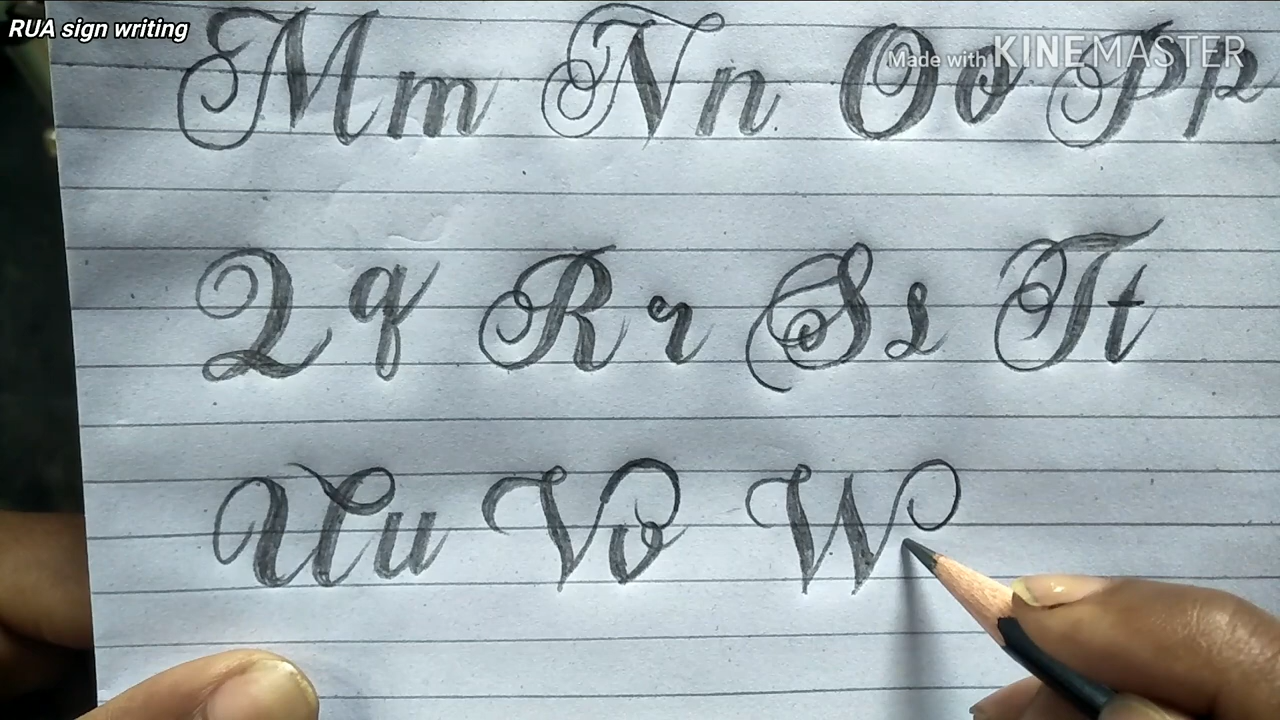 RUA sign writing
Made with KINEMASTER
Mm Nn Oo Pp
Qq Rr Ss Tt
Uu Vv W